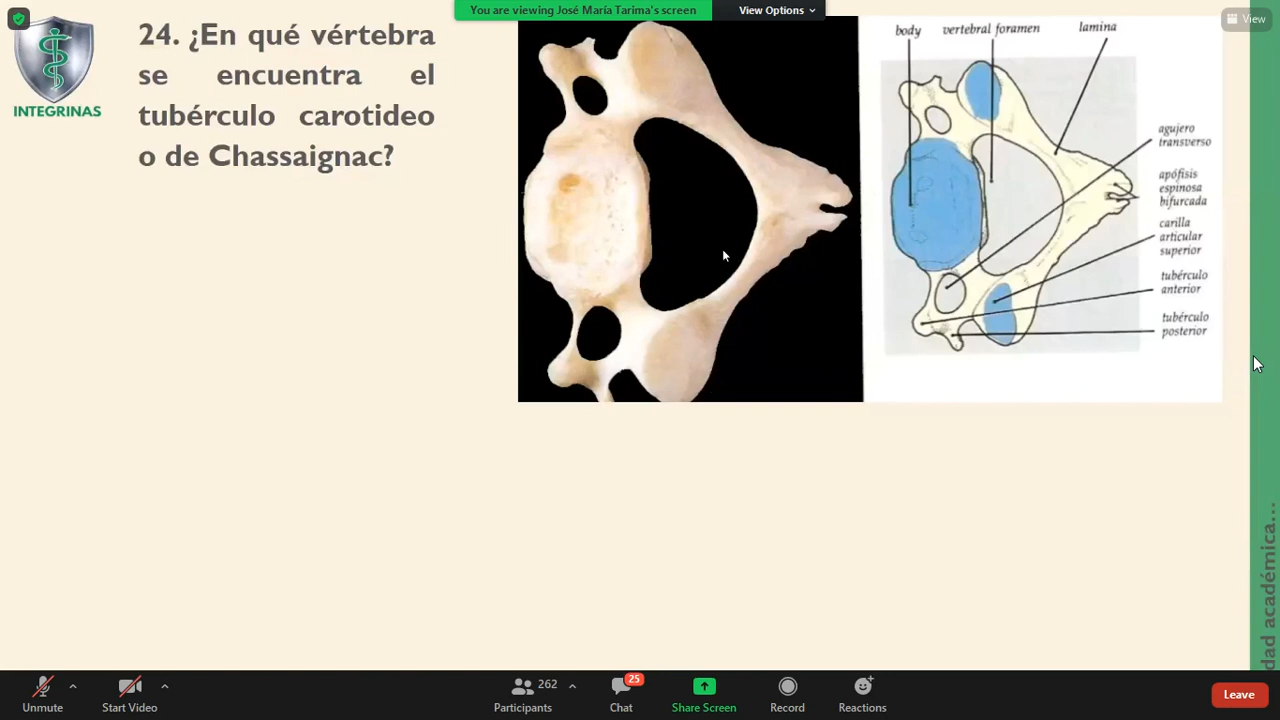 You are viewing José María Tarima's screen
View Options
View
INTEGRINAS
24. ¿En qué vértebra
se encuentra el
tubérculo carotideo
o de Chassaignac?
body
vertebral foramen
lamina
agujero
transverso
apófisis
espinosa
bifurcada
carilla
articular
superior
tubérculo
anterior
tubérculo
posterior
dad académica...
Unmute
Start Video
262
Participants
25
Chat
Share Screen
Record
Reactions
Leave